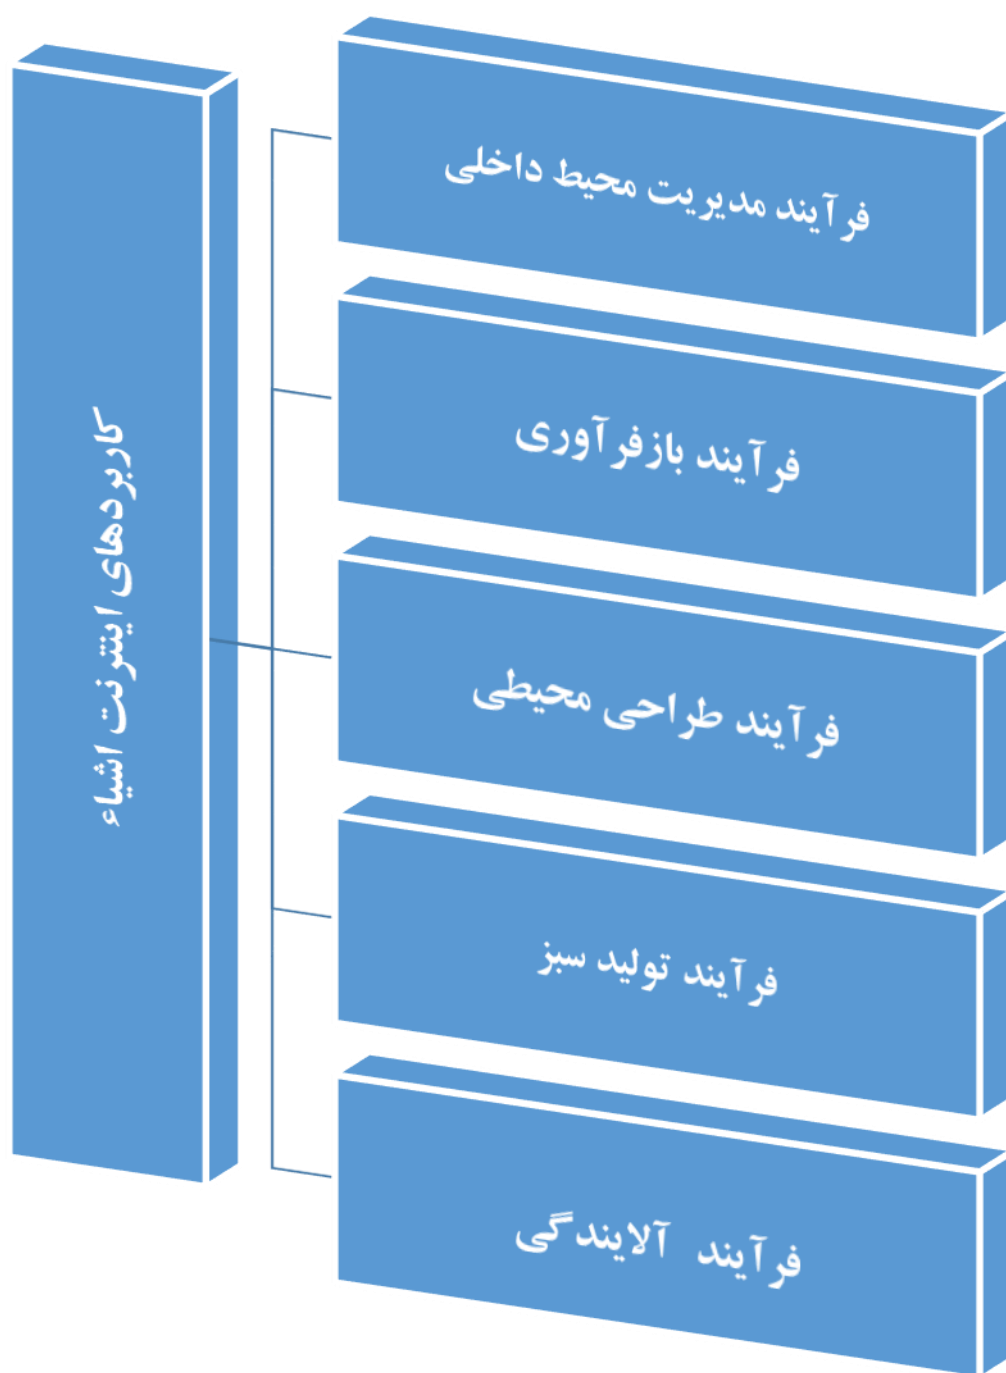 کاربردهای اینترنت اشیاء
فرآیند مدیریت محیط داخلی
فرآیند بازفرآوری
فرآیند طراحی محیطی
فرآیند تولید سبز
فرآیند آلایندگی